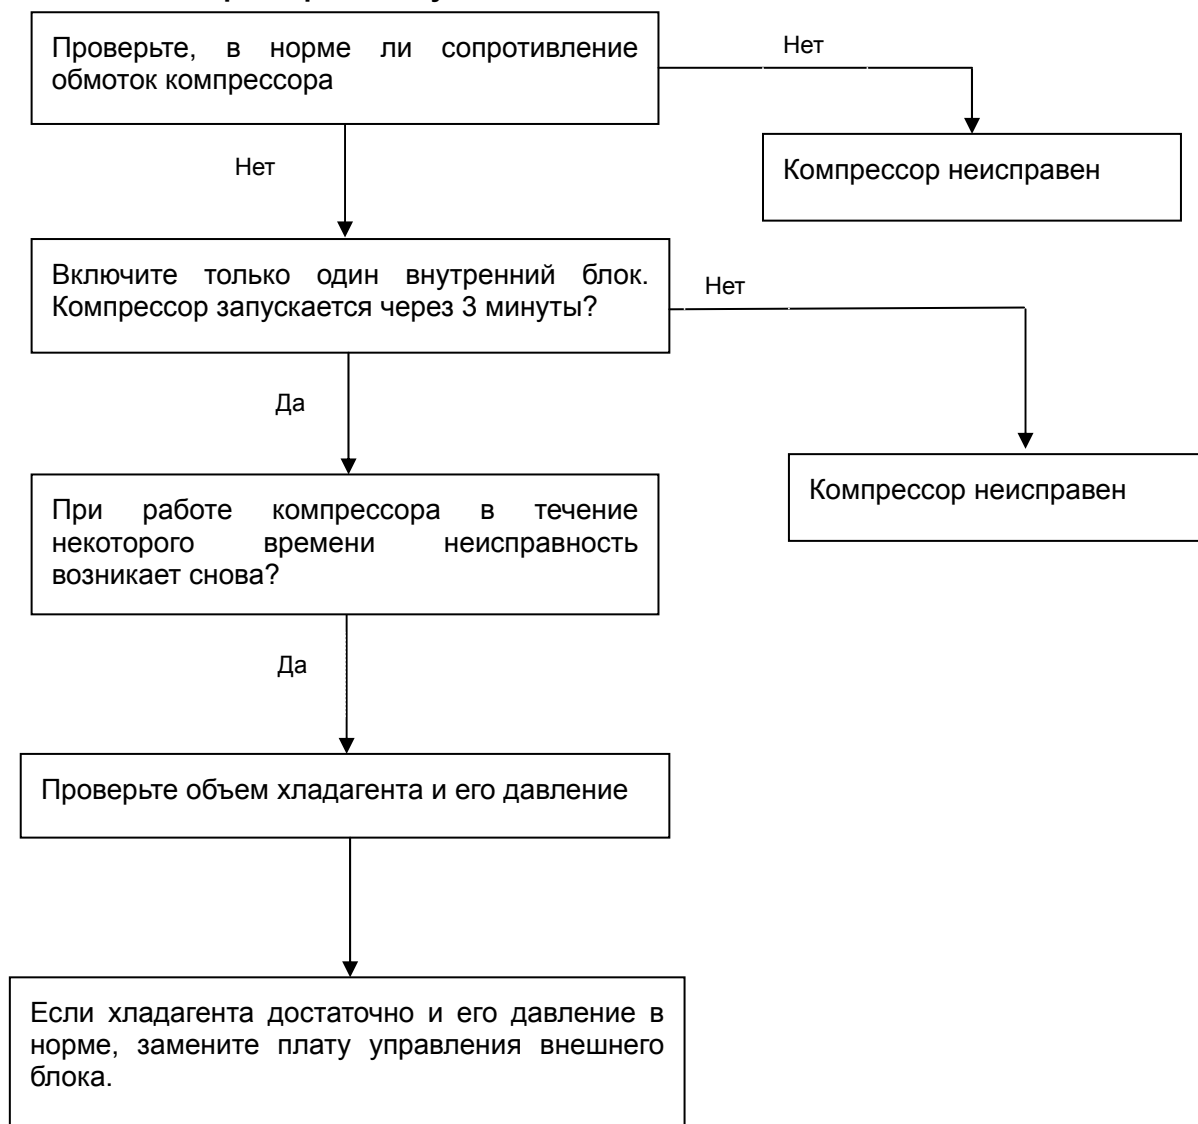 Проверьте, в норме ли сопротивление
обмоток компрессора
Нет
Компрессор неисправен
Нет
Включите только один внутренний блок.
Компрессор запускается через 3 минуты?
Нет
Компрессор неисправен
Да
При работе компрессора в течение
некоторого времени неисправность
возникает снова?
Да
Проверьте объем хладагента и его давление
Если хладагента достаточно и его давление в
норме, замените плату управления внешнего
блока.